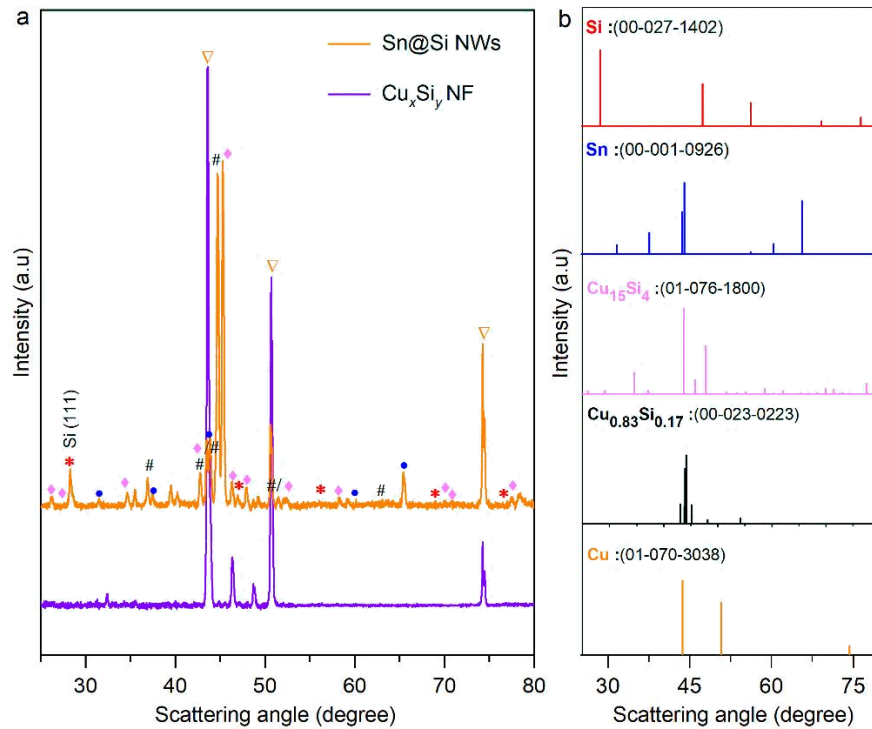 a
Sn@Si NWs
CuxSiy NF
#
Si (111)
*
#
#
/#
*
#/
*
#
*
*
Intensity (a.u)
30 40 50 60 70 80
Scattering angle (degree)
b
Si :(00-027-1402)
Sn :(00-001-0926)
Cu15Si4 :(01-076-1800)
Cu0.83Si0.17 :(00-023-0223)
Cu :(01-070-3038)
Intensity (a.u)
30 45 60 75
Scattering angle (degree)